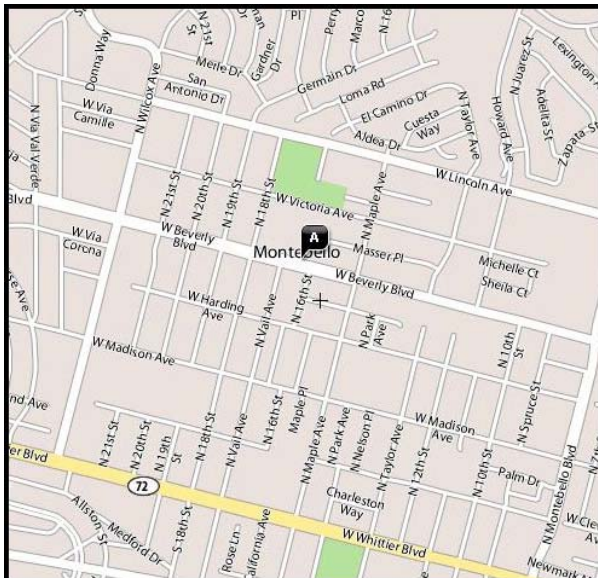 St
Donna Way
N Wilcox Ave
N 21st
St
Merle Dr
San
Antonio Dr
Gardner
Dr
Pl
Perry
Marco
N 16
Germain Dr
Loma Rd
El Camino Dr
Cuesta
Way
Aldea Dr
N Taylor Ave
Howard Ave
N Juarez St
Lexington
Adelita St
Zapata St
W Via
Camille
N Via Val Verde
ia
Blvd
W Via
Corona
N 21st St
N 20th St
N 19th St
N 18th St
W Lincoln Ave
W Victoria Ave
N Maple Ave
W Beverly
Blvd
A
Montebello
Masser Pl
Michelle Ct
Sheila Ct
W Beverly Blvd
W Harding
Ave
N Vail Ave
N 16th St
N Park
Ave
N 10th
St
W Madison Ave
nd Ave
N 21st St
N 20th St
N 19th
St
N 18th St
N Vail Ave
N 16th St
Maple Pl
N Maple Ave
N Park Ave
N Nelson Pl
N Taylor Ave
W Madison
Ave
N 12th St
N 10th St
N Spruce St
Palm Dr
N Montebello Blvd
er Blvd
72
Allston St
Medford Dr
S 18th St
Rose Ln
California Ave
Charleston
Way
W Whittier Blvd
W Cle
Newmark